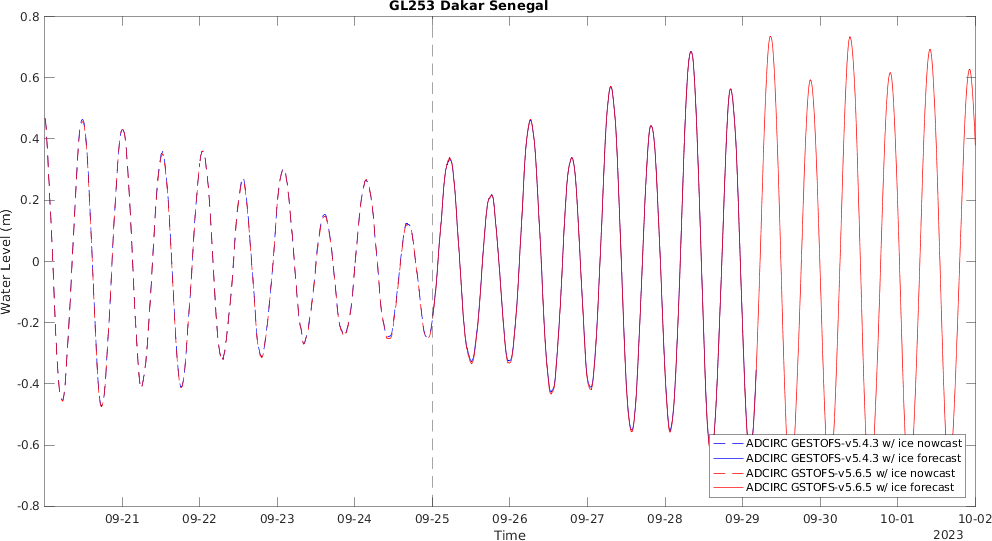 GL253 Dakar Senegal
Water Level (m)
0.8
0.6
0.4
0.2
0
-0.2
-0.4
-0.6
-0.8
ADCIRC GESTOFS-v5.4.3 w/ ice nowcast
ADCIRC GESTOFS-v5.4.3 w/ ice forecast
ADCIRC GSTOFS-v5.6.5 w/ ice nowcast
ADCIRC GSTOFS-v5.6.5 w/ ice forecast
09-21 09-22 09-23 09-24 09-25 09-26 09-27 09-28 09-29 09-30 10-01 10-02
Time
2023